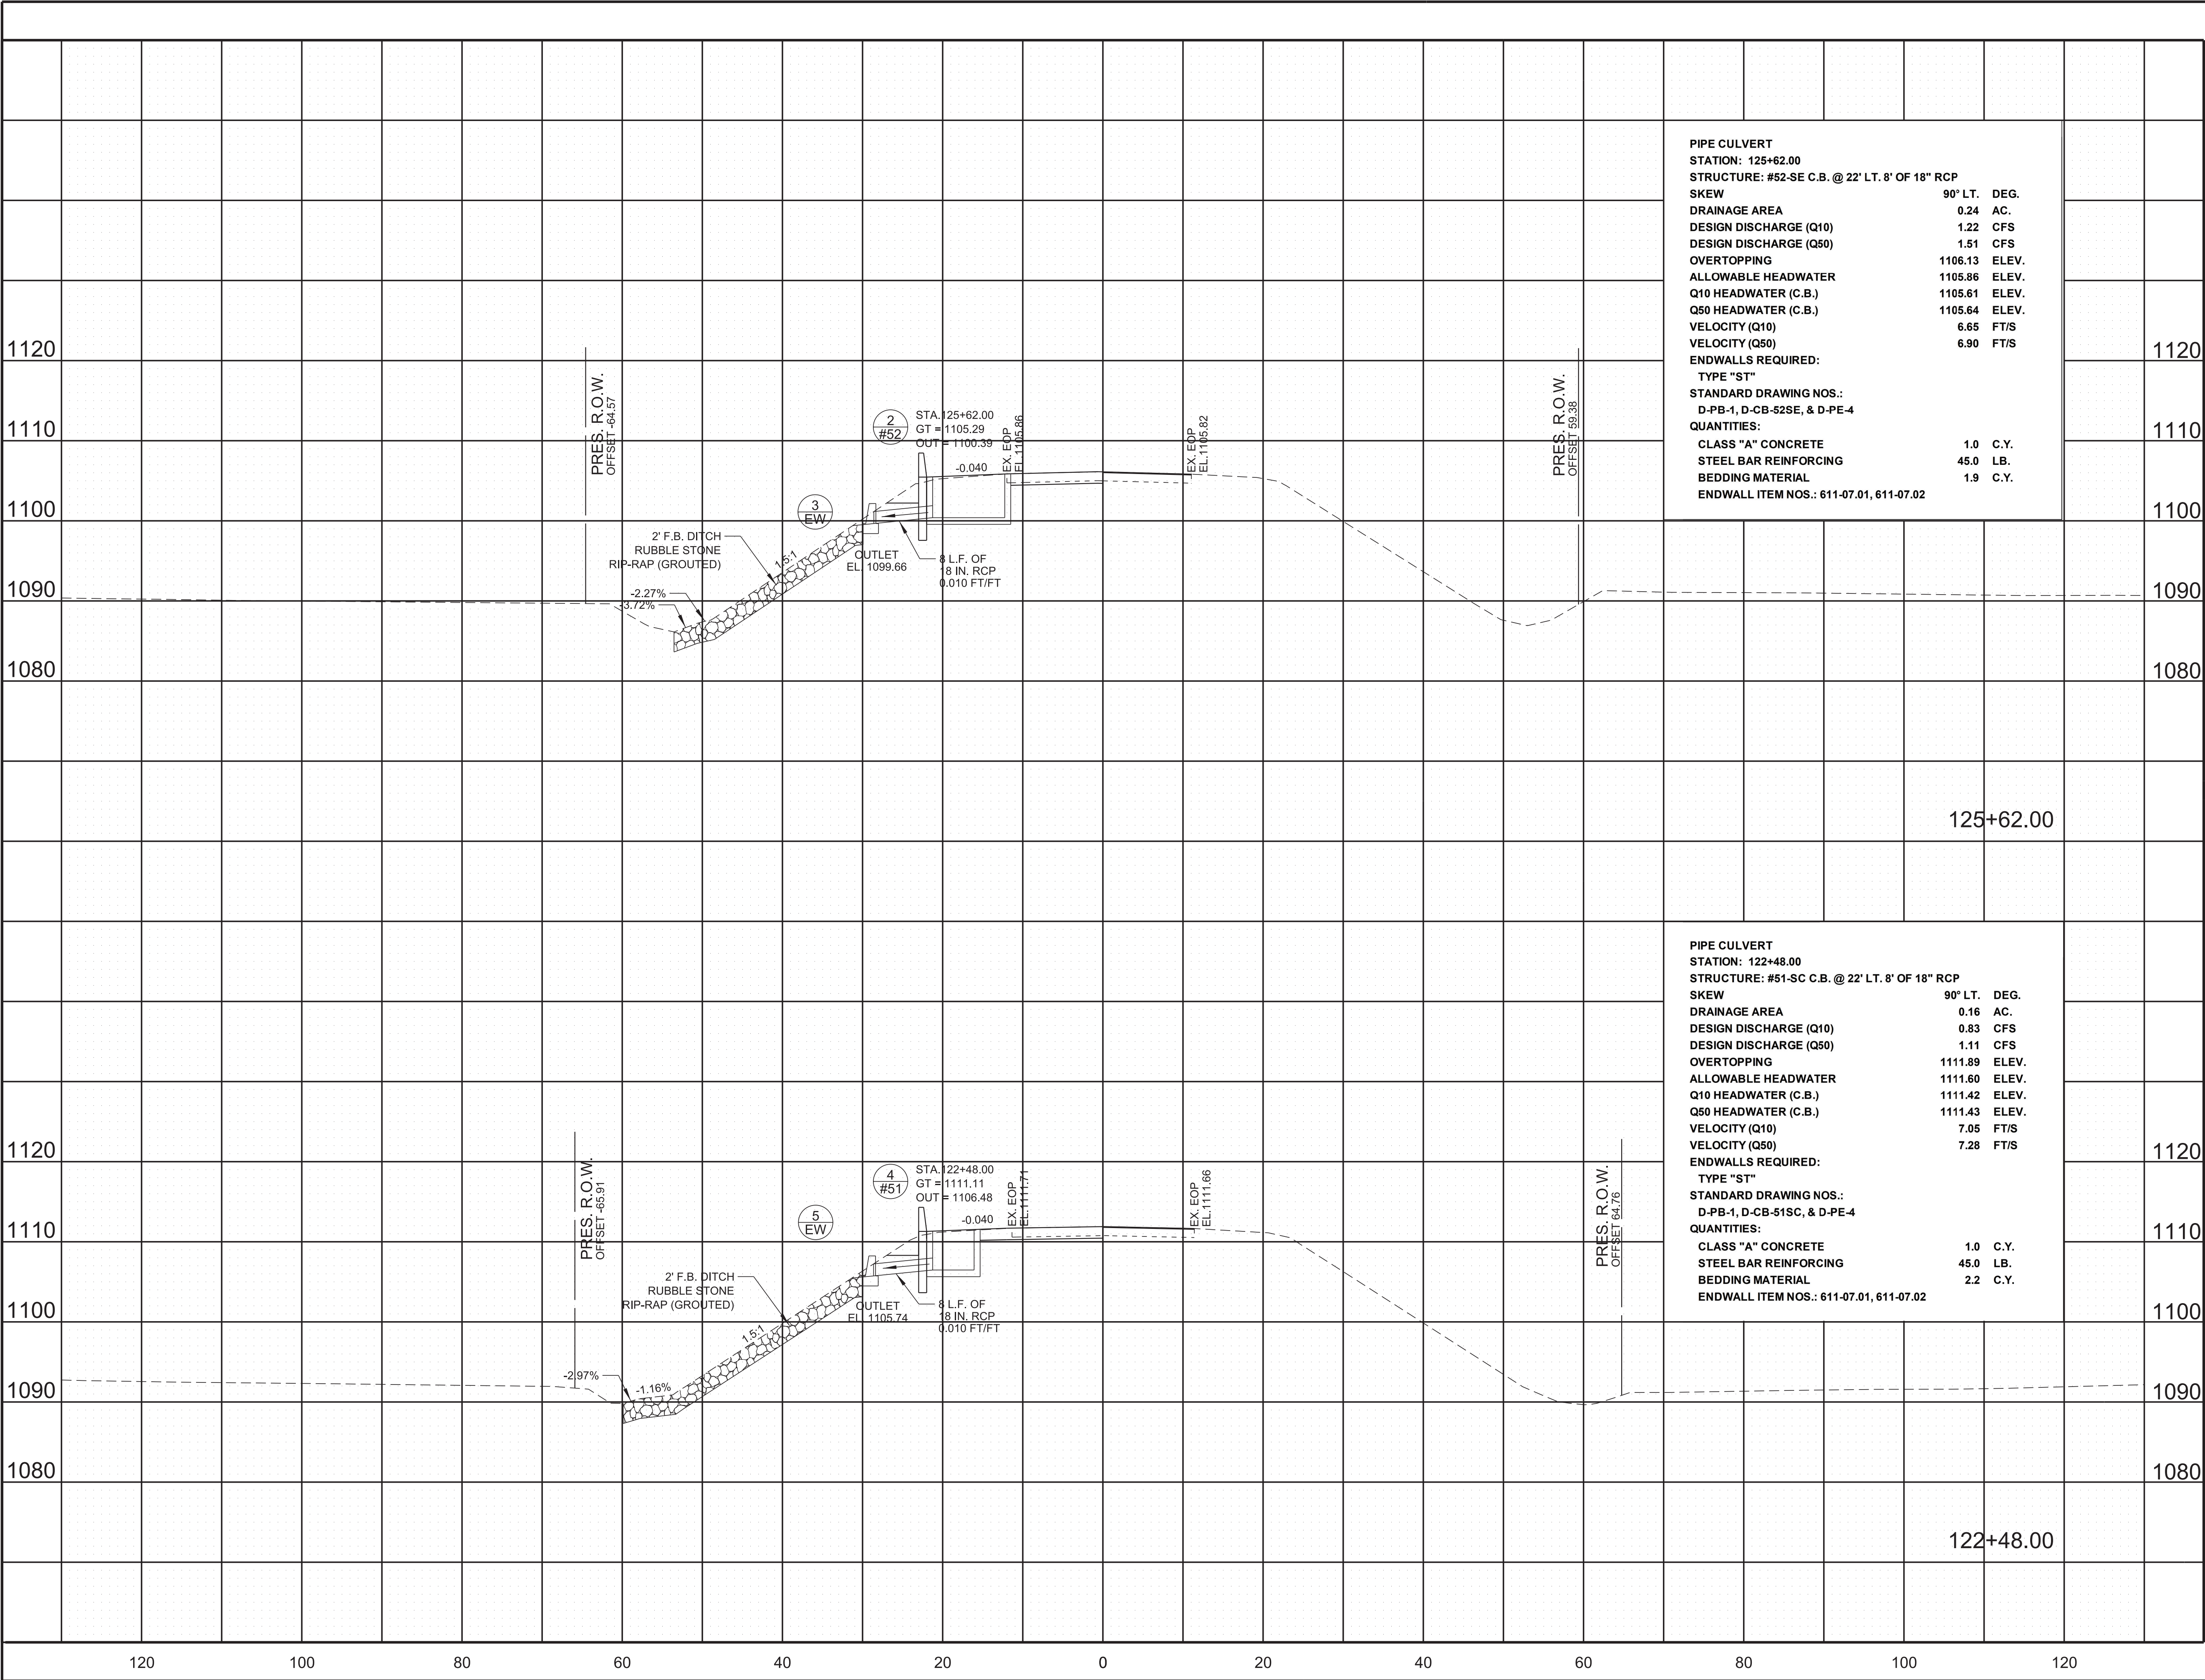 PIPE CULVERT
STATION: 125+62.00
STRUCTURE: #52-SE C.B. @ 22' LT. 8' OF 18" RCP
SKEW 90° LT. DEG.
DRAINAGE AREA 0.24 AC.
DESIGN DISCHARGE (Q10) 1.22 CFS
DESIGN DISCHARGE (Q50) 1.51 CFS
OVERTOPPING 1106.13 ELEV.
ALLOWABLE HEADWATER 1105.86 ELEV.
Q10 HEADWATER (C.B.) 1105.61 ELEV.
Q50 HEADWATER (C.B.) 1105.64 ELEV.
VELOCITY (Q10) 6.65 FT/S
VELOCITY (Q50) 6.90 FT/S
ENDWALLS REQUIRED:
TYPE "ST"
STANDARD DRAWING NOS.:
D-PB-1, D-CB-52SE, & D-PE-4
QUANTITIES:
CLASS "A" CONCRETE 1.0 C.Y.
STEEL BAR REINFORCING 45.0 LB.
BEDDING MATERIAL 1.9 C.Y.
ENDWALL ITEM NOS.: 611-07.01, 611-07.02
1120 1120
1110 1110
1100 1100
1090 1090
1080 1080
PRES. R.O.W.
OFFSET -64.57
2
#52
STA.125+62.00
GT = 1105.29
OUT = 1100.39
EX. EOP
EL.1105.86
EX. EOP
EL.1105.82
PRES. R.O.W.
OFFSET 59.38
-0.040
3
EW
2' F.B. DITCH
RUBBLE STONE
RIP-RAP (GROUTED)
1.5:1
OUTLET
EL. 1099.66
8 L.F. OF
18 IN. RCP
0.010 FT/FT
-2.27%
-3.72%
125+62.00
PIPE CULVERT
STATION: 122+48.00
STRUCTURE: #51-SC C.B. @ 22' LT. 8' OF 18" RCP
SKEW 90° LT. DEG.
DRAINAGE AREA 0.16 AC.
DESIGN DISCHARGE (Q10) 0.83 CFS
DESIGN DISCHARGE (Q50) 1.11 CFS
OVERTOPPING 1111.89 ELEV.
ALLOWABLE HEADWATER 1111.60 ELEV.
Q10 HEADWATER (C.B.) 1111.42 ELEV.
Q50 HEADWATER (C.B.) 1111.43 ELEV.
VELOCITY (Q10) 7.05 FT/S
VELOCITY (Q50) 7.28 FT/S
ENDWALLS REQUIRED:
TYPE "ST"
STANDARD DRAWING NOS.:
D-PB-1, D-CB-51SC, & D-PE-4
QUANTITIES:
CLASS "A" CONCRETE 1.0 C.Y.
STEEL BAR REINFORCING 45.0 LB.
BEDDING MATERIAL 2.2 C.Y.
ENDWALL ITEM NOS.: 611-07.01, 611-07.02
1120 1120
1110 1110
1100 1100
1090 1090
1080 1080
PRES. R.O.W.
OFFSET -65.91
4
#51
STA.122+48.00
GT = 1111.11
OUT = 1106.48
EX. EOP
EL.1111.71
EX. EOP
EL.1111.66
PRES. R.O.W.
OFFSET 64.76
-0.040
5
EW
2' F.B. DITCH
RUBBLE STONE
RIP-RAP (GROUTED)
1.5:1
OUTLET
EL. 1105.74
8 L.F. OF
18 IN. RCP
0.010 FT/FT
-2.97%
-1.16%
122+48.00
120 100 80 60 40 20 0 20 40 60 80 100 120